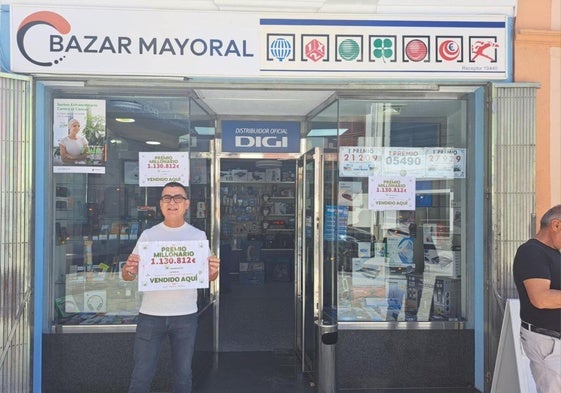 BAZAR MAYORAL
Receptor 19440
DISTRIBUIDOR OFICIAL
DIGI
PREMIO
MILLONARIO
1.130.812€
VENDIDO AQUÍ
1 PREMIO
21209
1 PREMIO
05490
1 PREMIO
27929
PREMIO
MILLONARIO
1.130.812€
VENDIDO AQUÍ
PREMIO
MILLONARIO
1.130.812€
VENDIDO AQUÍ